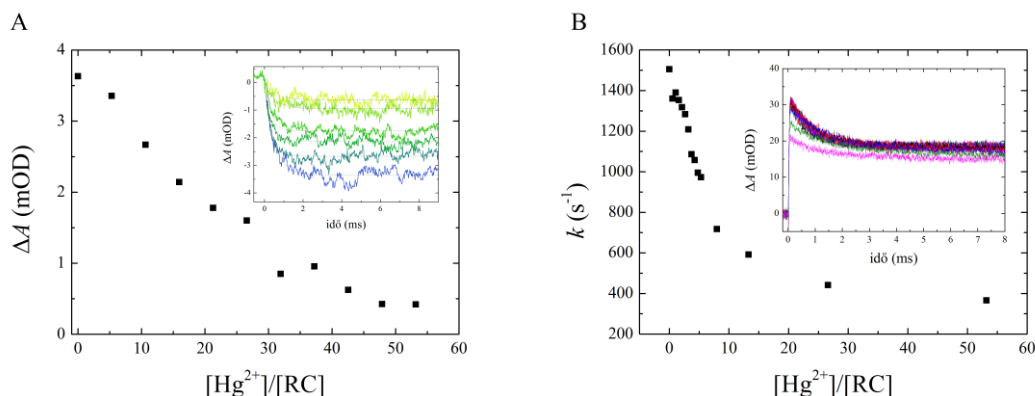 A
ΔA (mOD)
4
3
2
1
0
0 10 20 30 40 50 60
[Hg²⁺]/[RC]
ΔA (mOD)
0
-1
-2
-3
-4
0 2 4 6 8
idő (ms)
B
k (s⁻¹)
1600
1400
1200
1000
800
600
400
200
0 10 20 30 40 50 60
[Hg²⁺]/[RC]
ΔA (mOD)
40
30
20
10
0
0 1 2 3 4 5 6 7 8
idő (ms)